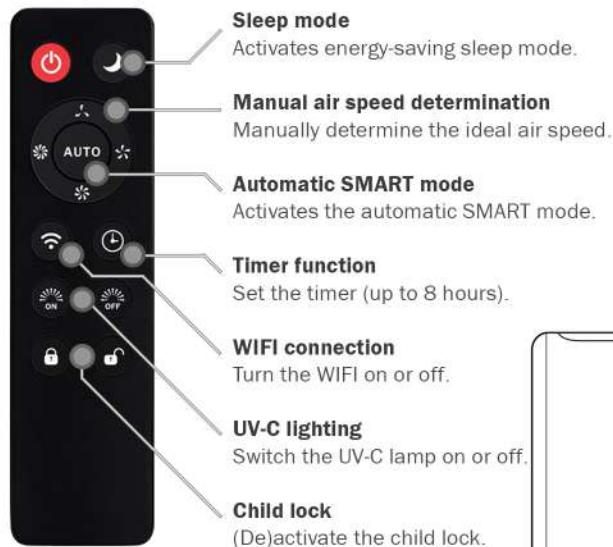 Sleep mode
Activates energy-saving sleep mode.
Manual air speed determination
Manually determine the ideal air speed.
AUTO
Automatic SMART mode
Activates the automatic SMART mode.
Timer function
Set the timer (up to 8 hours).
ON OFF
WIFI connection
Turn the WIFI on or off.
UV-C lighting
Switch the UV-C lamp on or off.
Child lock
(De)activate the child lock.